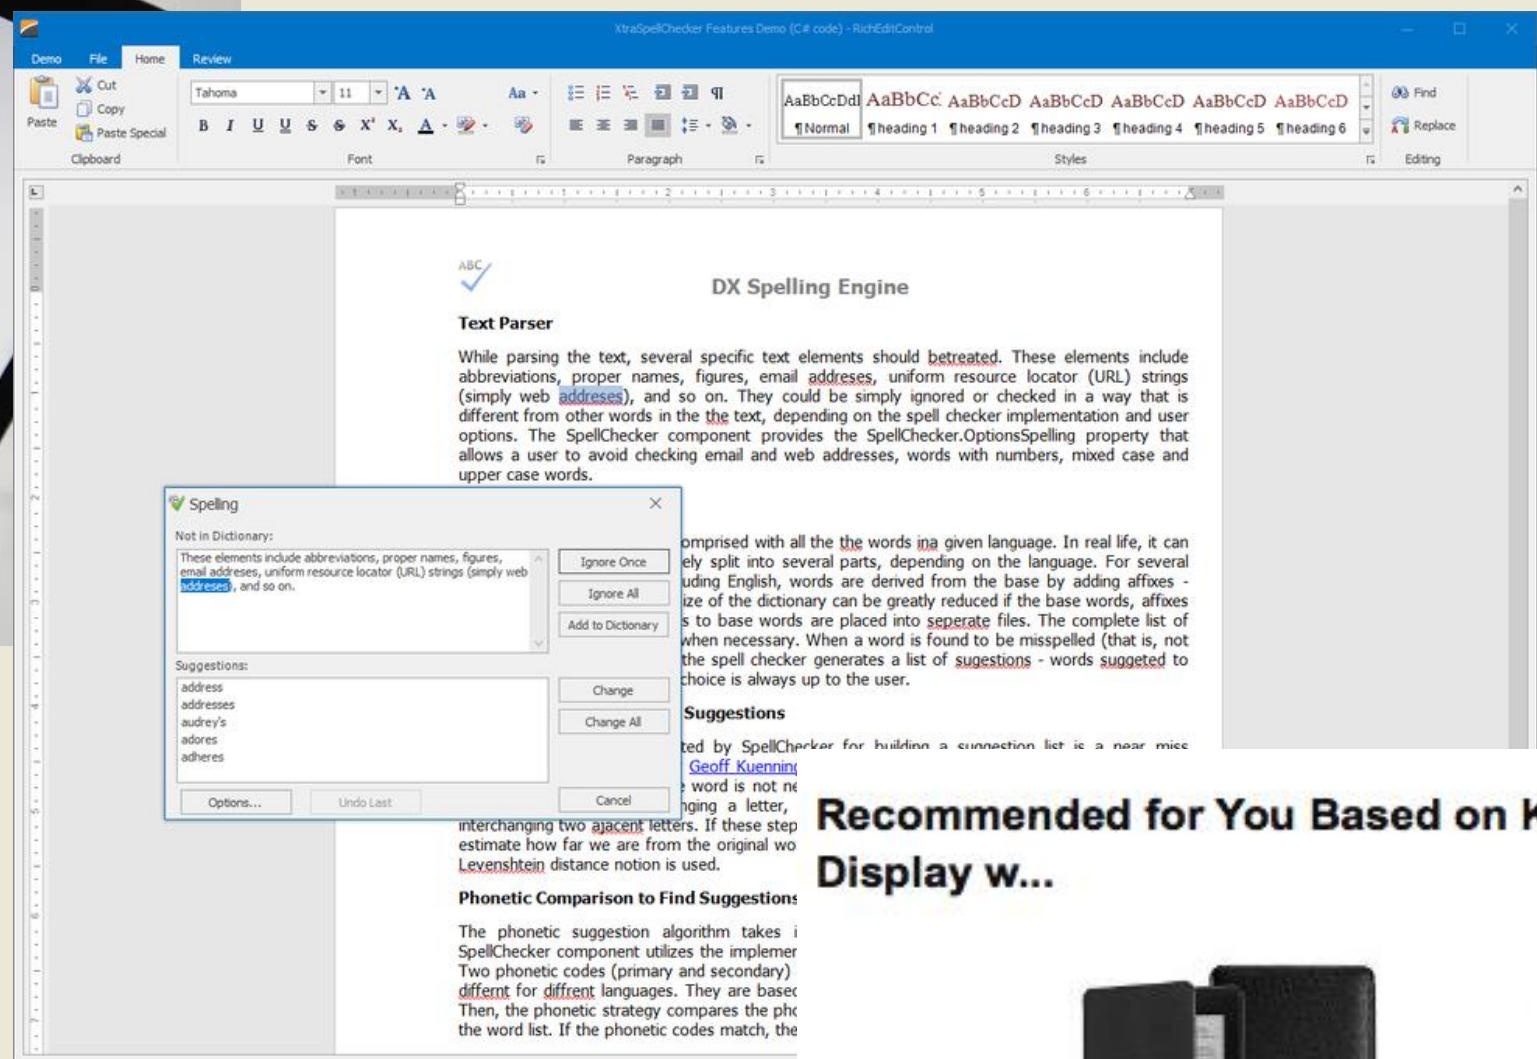 XtraSpellChecker Features Demo (C# code) - RichEditControl
Demo File Home Review
Paste
Cut
Copy
Paste Special
Clipboard
Tahoma 11
Aa
B I U U S S X² X₂ A
Font
Paragraph
AaBbCcDdI AaBbCc AaBbCcD AaBbCcD AaBbCcD AaBbCcD AaBbCcD
¶ Normal ¶ heading 1 ¶ heading 2 ¶ heading 3 ¶ heading 4 ¶ heading 5 ¶ heading 6
Styles
Find
Replace
Editing
ABC
DX Spelling Engine
Text Parser
While parsing the text, several specific text elements should betreated. These elements include
abbreviations, proper names, figures, email addreses, uniform resource locator (URL) strings
(simply web addreses), and so on. They could be simply ignored or checked in a way that is
different from other words in the the text, depending on the spell checker implementation and user
options. The SpellChecker component provides the SpellChecker.OptionsSpelling property that
allows a user to avoid checking email and web addresses, words with numbers, mixed case and
upper case words.
Spelling
Not in Dictionary:
These elements include abbreviations, proper names, figures,
email addreses, uniform resource locator (URL) strings (simply web
addreses), and so on.
Ignore Once
Ignore All
Add to Dictionary
Suggestions:
address
addresses
audrey's
adores
adheres
Change
Change All
Options...
Undo Last
Cancel
omprised with all the the words ina given language. In real life, it can
ely split into several parts, depending on the language. For several
uding English, words are derived from the base by adding affixes -
ize of the dictionary can be greatly reduced if the base words, affixes
s to base words are placed into seperate files. The complete list of
when necessary. When a word is found to be misspelled (that is, not
the spell checker generates a list of sugestions - words suggeted to
choice is always up to the user.
Suggestions
ted by SpellChecker for building a suggestion list is a near miss
Geoff Kuenning
word is not ne
nging a letter,
interchanging two ajacent letters. If these step
estimate how far we are from the original wo
Levenshtein distance notion is used.
Phonetic Comparison to Find Suggestions
The phonetic suggestion algorithm takes i
SpellChecker component utilizes the implemen
Two phonetic codes (primary and secondary)
differnt for diffrent languages. They are based
Then, the phonetic strategy compares the pho
the word list. If the phonetic codes match, the
Recommended for You Based on K
Display w...